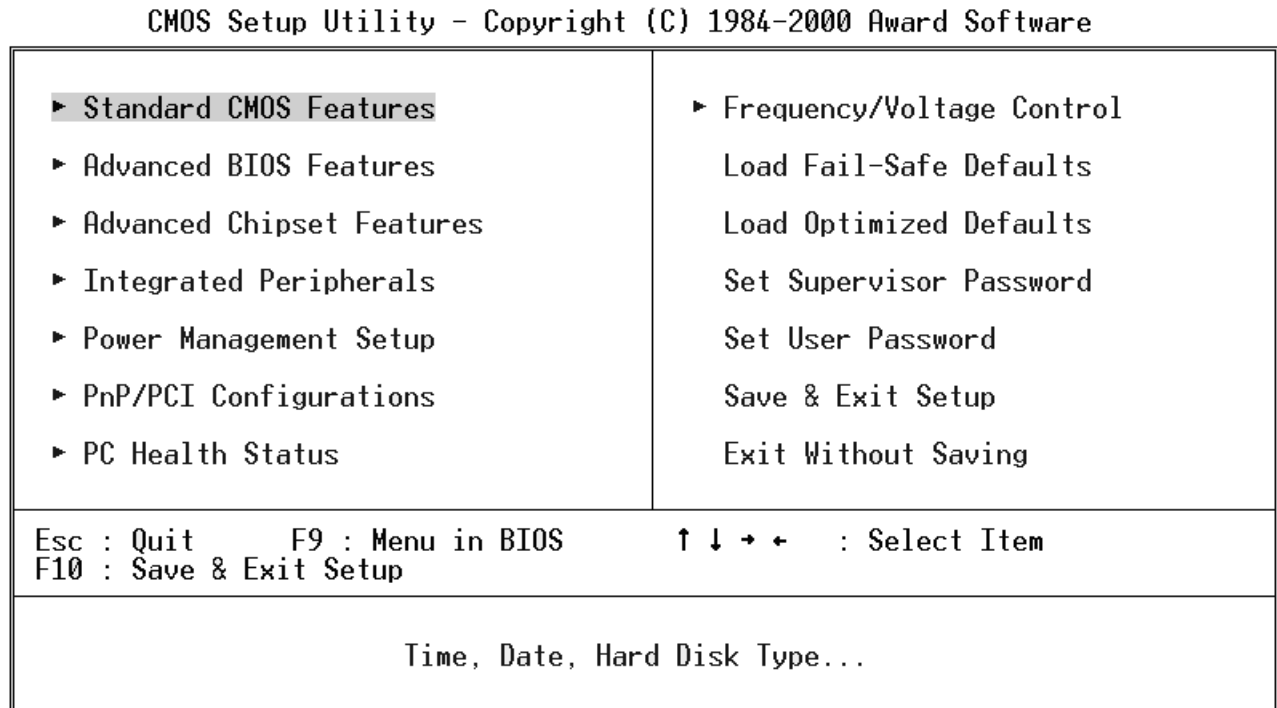 CMOS Setup Utility - Copyright (C) 1984-2000 Award Software
▸ Standard CMOS Features
▸ Advanced BIOS Features
▸ Advanced Chipset Features
▸ Integrated Peripherals
▸ Power Management Setup
▸ PnP/PCI Configurations
▸ PC Health Status
▸ Frequency/Voltage Control
Load Fail-Safe Defaults
Load Optimized Defaults
Set Supervisor Password
Set User Password
Save & Exit Setup
Exit Without Saving
Esc : Quit F9 : Menu in BIOS ↑ ↓ → ← : Select Item
F10 : Save & Exit Setup
Time, Date, Hard Disk Type...